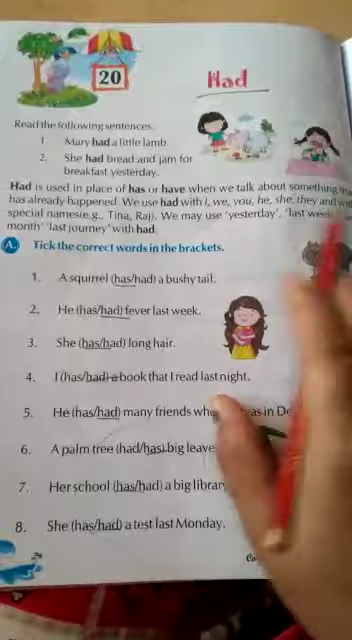 20
Had
Read the following sentences.
1. Mary had a little lamb.
2. She had bread and jam for
breakfast yesterday.
Had is used in place of has or have when we talk about something
has already happened. We use had with I, we, you, he, she, they and
special names(e.g., Tina, Raj). We may use 'yesterday', 'last week',
month' 'last journey' with had.
A. Tick the correct words in the brackets.
1. A squirrel (has/had) a bushy tail.
2. He (has/had) fever last week.
3. She (has/had) long hair.
4. I (has/had) a book that I read last night.
5. He (has/had) many friends as in
6. A palm tree (had/has) big
7. Her school (has/had) a big
8. She (has/had) a test last Monday.